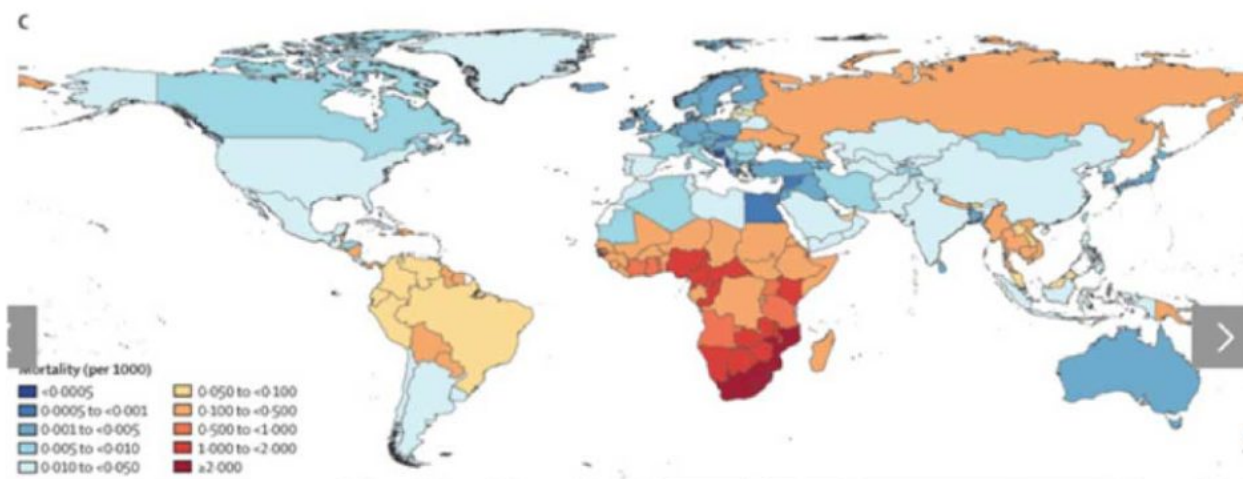 C
Mortality (per 1000)
<0·0005
0·0005 to <0·001
0·001 to <0·005
0·005 to <0·010
0·010 to <0·050
0·050 to <0·100
0·100 to <0·500
0·500 to <1·000
1·000 to <2·000
≥2·000